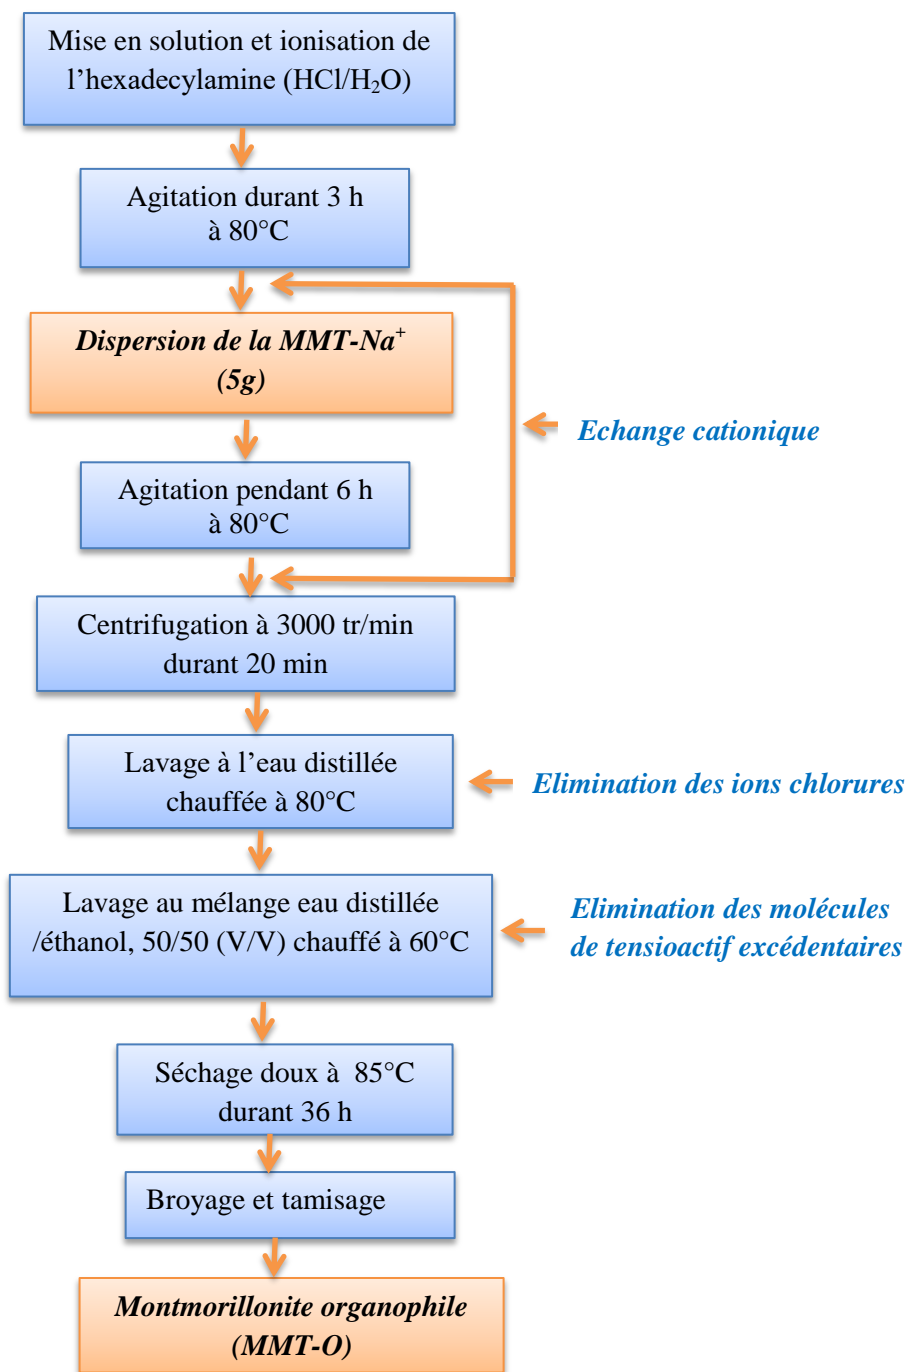 Mise en solution et ionisation de
l’hexadecylamine (HCl/H₂O)
Agitation durant 3 h
à 80°C
Dispersion de la MMT-Na⁺
(5g)
Echange cationique
Agitation pendant 6 h
à 80°C
Centrifugation à 3000 tr/min
durant 20 min
Lavage à l’eau distillée
chauffée à 80°C
Elimination des ions chlorures
Lavage au mélange eau distillée
/éthanol, 50/50 (V/V) chauffé à 60°C
Elimination des molécules
de tensioactif excédentaires
Séchage doux à 85°C
durant 36 h
Broyage et tamisage
Montmorillonite organophile
(MMT-O)